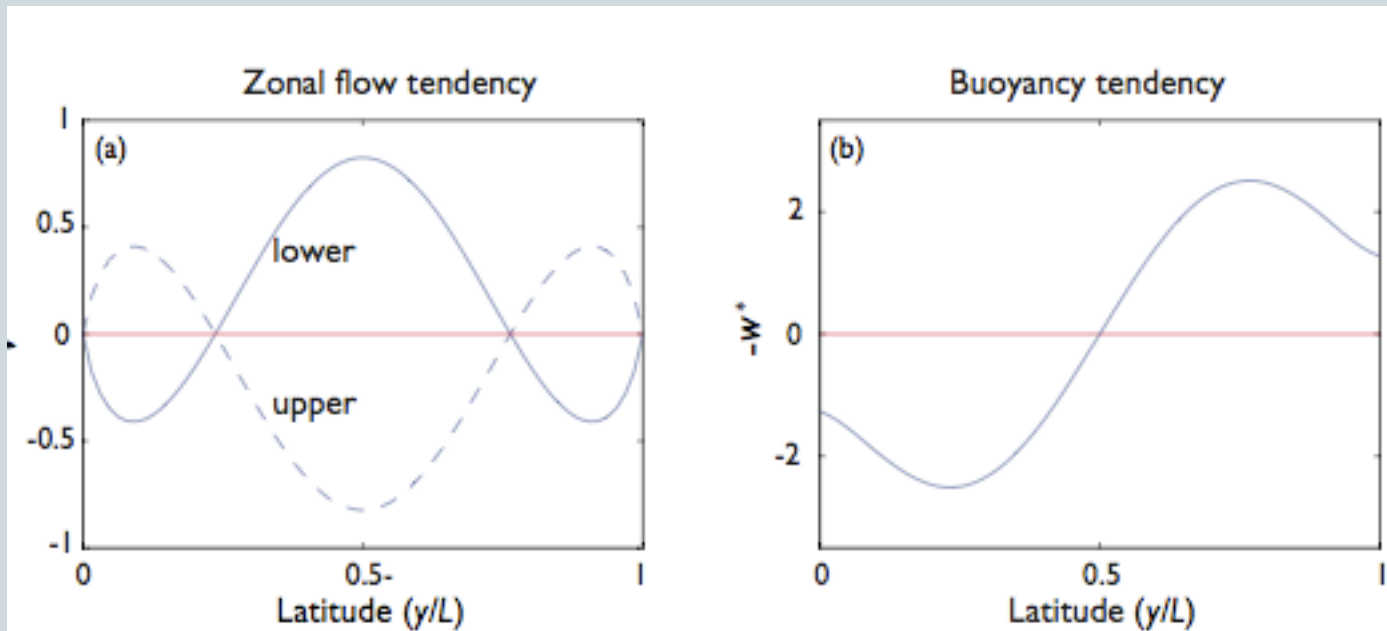 Zonal flow tendency
(a)
1
0.5
0
-0.5
-1
lower
upper
0
0.5-
1
Latitude (y/L)
Buoyancy tendency
(b)
2
0
-2
-w*
0
0.5
1
Latitude (y/L)